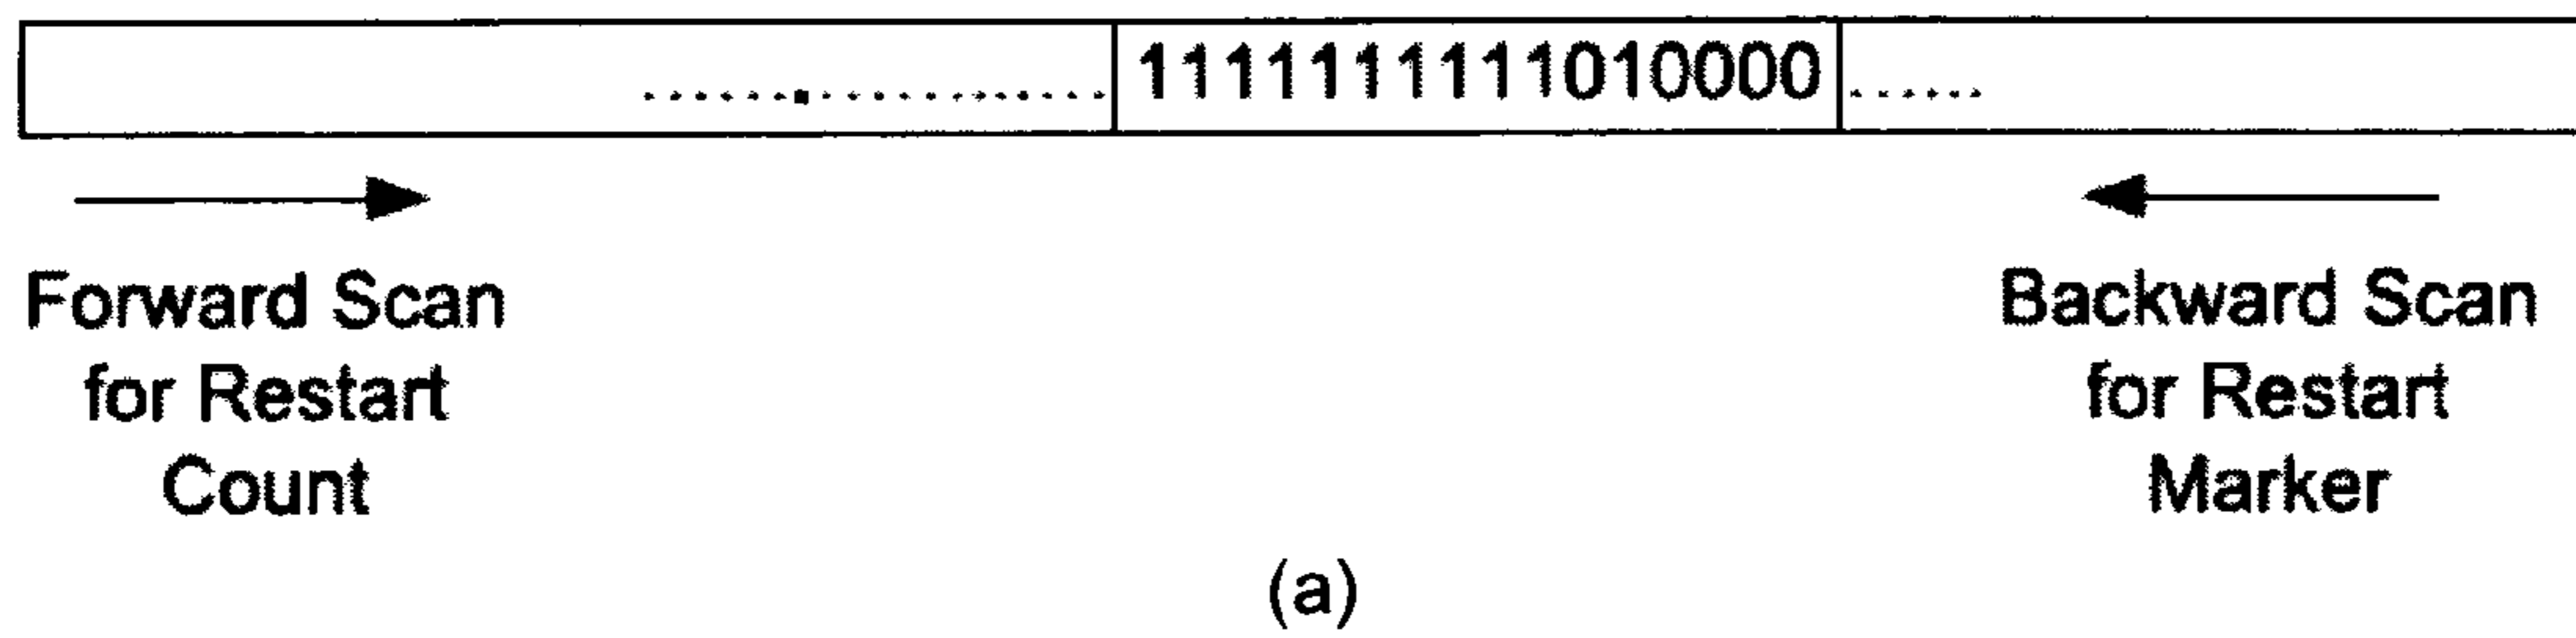 1111111111010000
Forward Scan
for Restart
Count
Backward Scan
for Restart
Marker
(a)